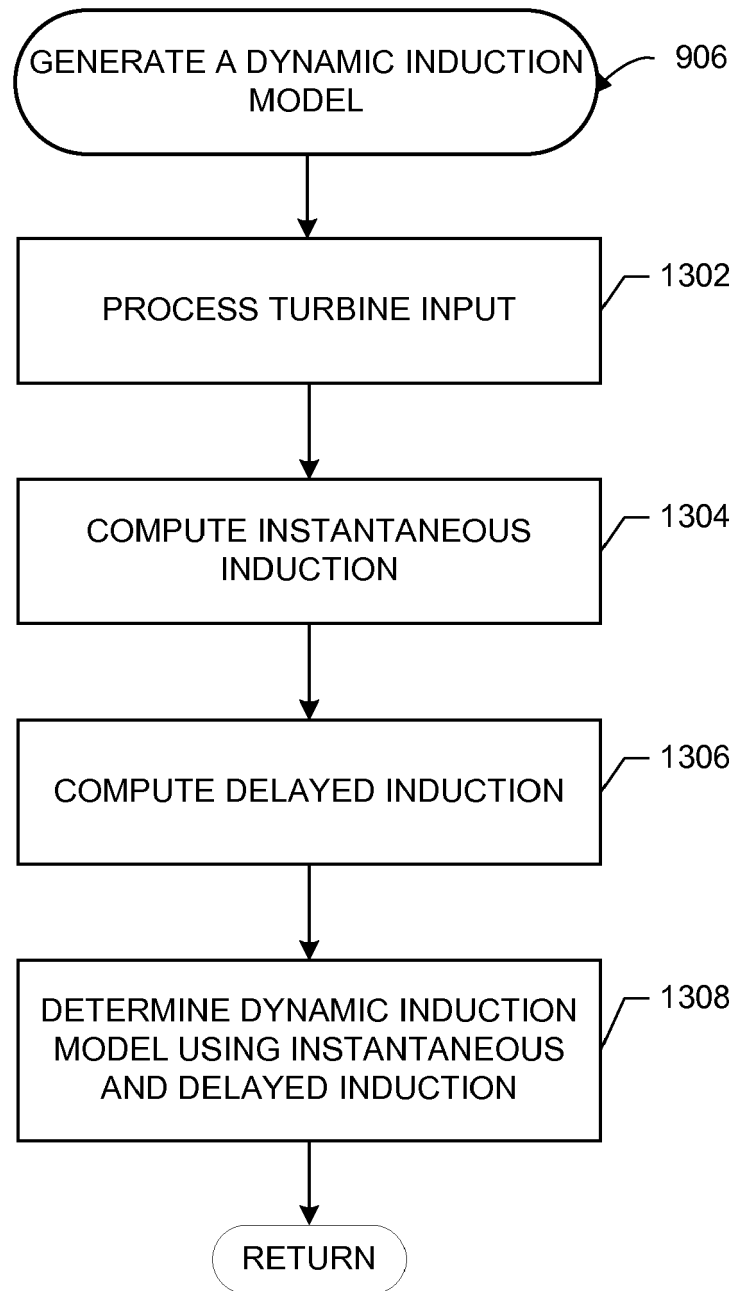 GENERATE A DYNAMIC INDUCTION
MODEL
906
PROCESS TURBINE INPUT
1302
COMPUTE INSTANTANEOUS
INDUCTION
1304
COMPUTE DELAYED INDUCTION
1306
DETERMINE DYNAMIC INDUCTION
MODEL USING INSTANTANEOUS
AND DELAYED INDUCTION
1308
RETURN